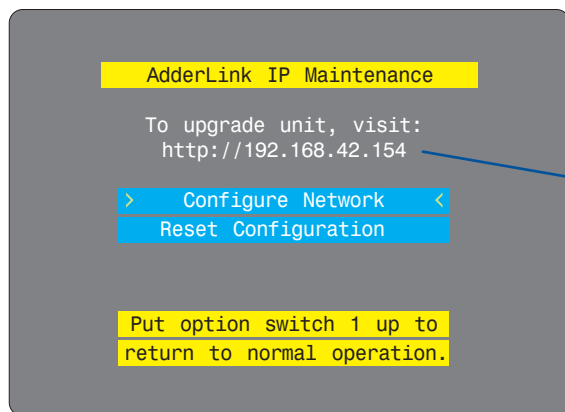 AdderLink IP Maintenance
To upgrade unit, visit:
http://192.168.42.154
> Configure Network <
Reset Configuration
Put option switch 1 up to
return to normal operation.